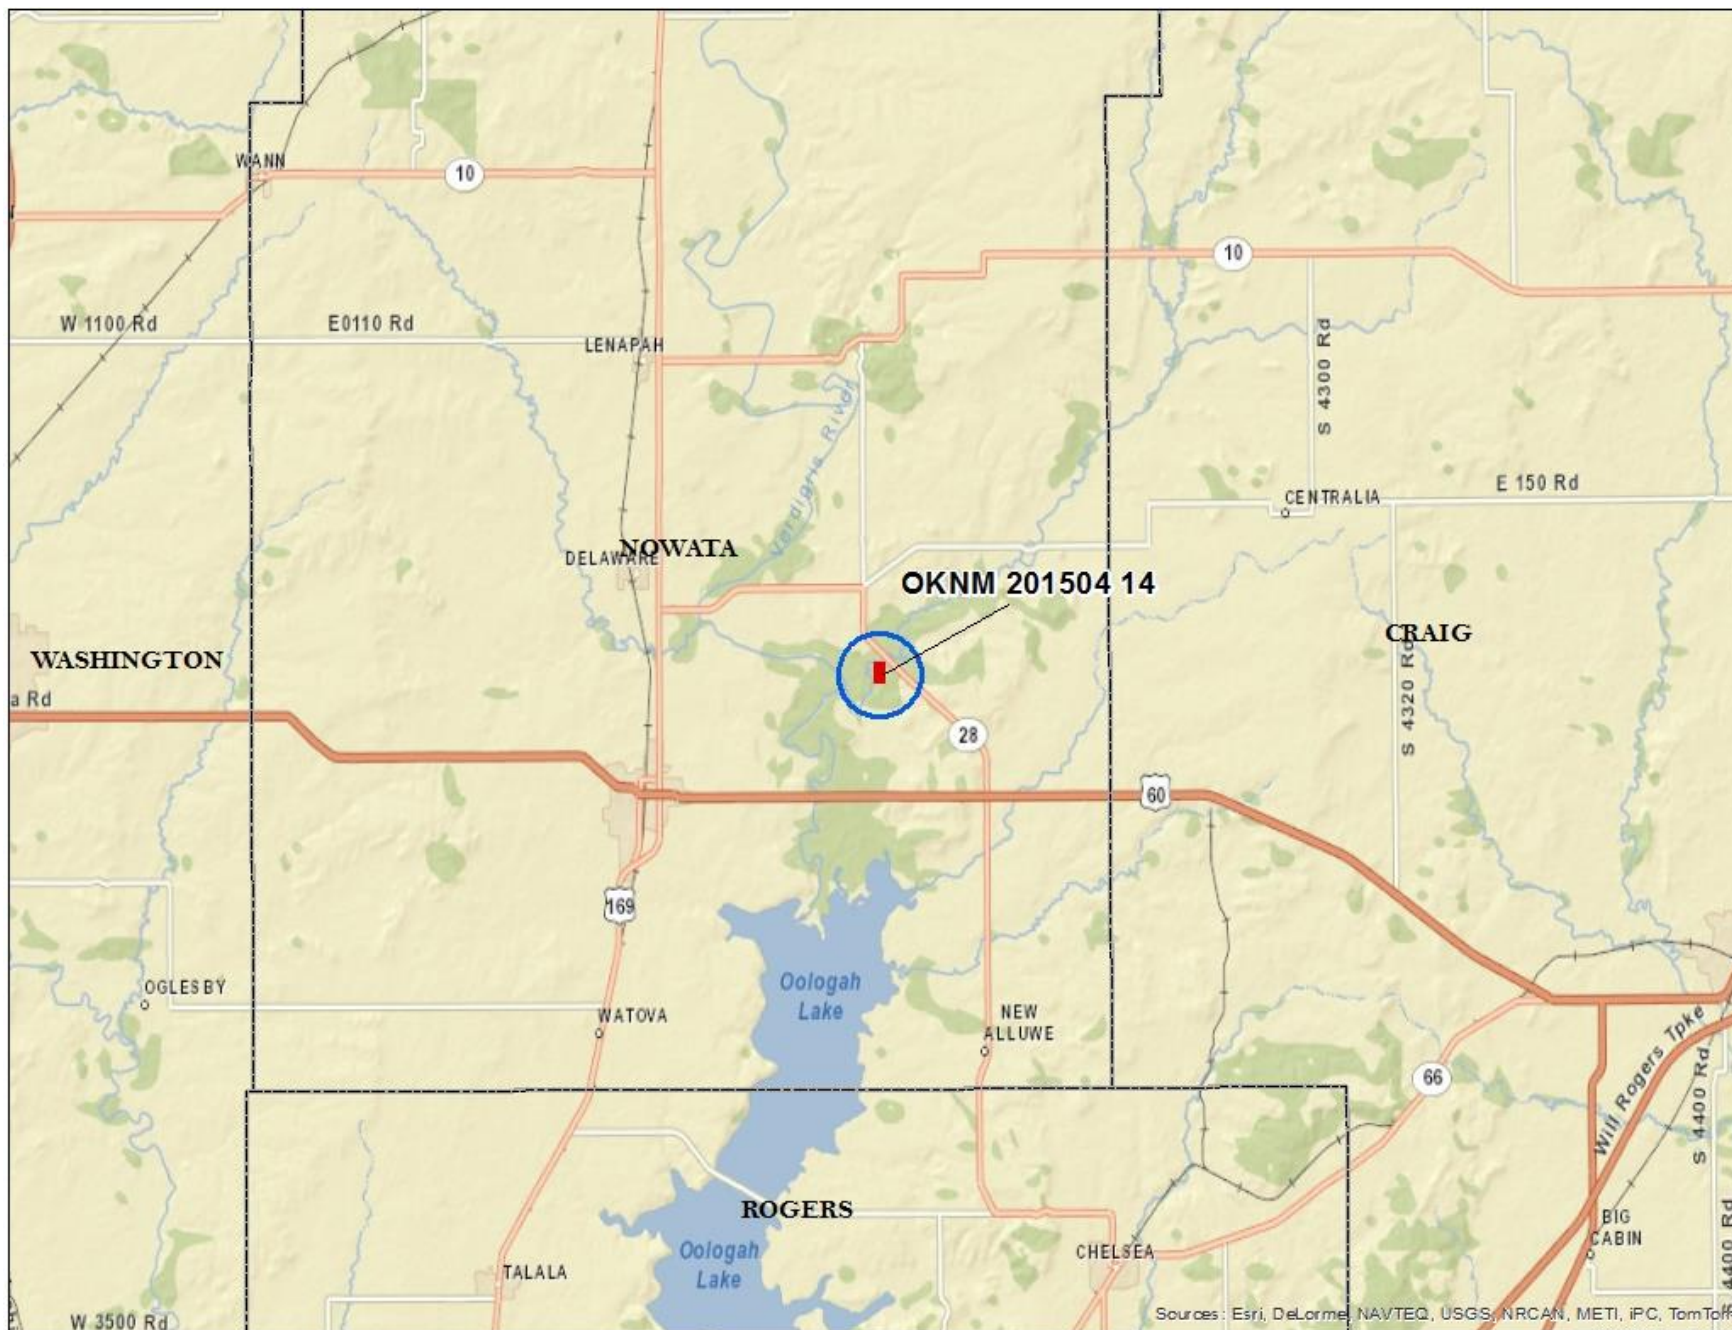 WANN
10
10
W 1100 Rd
E0110 Rd
LENAPAH
S 4300 Rd
Verdigris River
E 150 Rd
CENTRALIA
NOWATA
DELAWARE
OKNM 201504 14
CRAIG
WASHINGTON
S 4320 Rd
a Rd
28
60
169
OGLESBY
Oologah
Lake
WATOVA
NEW
ALLUWE
Will Rogers Tpke
S 4400 Rd
66
ROGERS
BIG
CABIN
CHELSEA
Oologah
Lake
TALALA
S 4400 Rd
W 3500 Rd
Sources: Esri, DeLorme, NAVTEQ, USGS, NRCAN, METI, iPC, TomTom